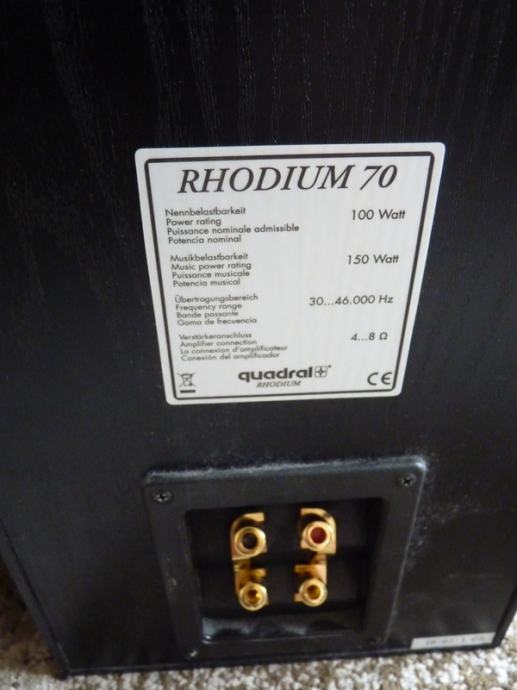 RHODIUM 70
Nennbelastbarkeit
Power rating 100 Watt
Puissance nominale admissible
Potencia nominal
Musikbelastbarkeit
Music power rating 150 Watt
Puissance musicale
Potencia musical
Übertragungsbereich
Frequency range 30...46.000 Hz
Bande passante
Gama de frecuencia
Verstärkeranschluss
Amplifier connection 4...8 Ω
La connexion d'amplificateur
Conexión del amplificador
quadral
RHODIUM
CE